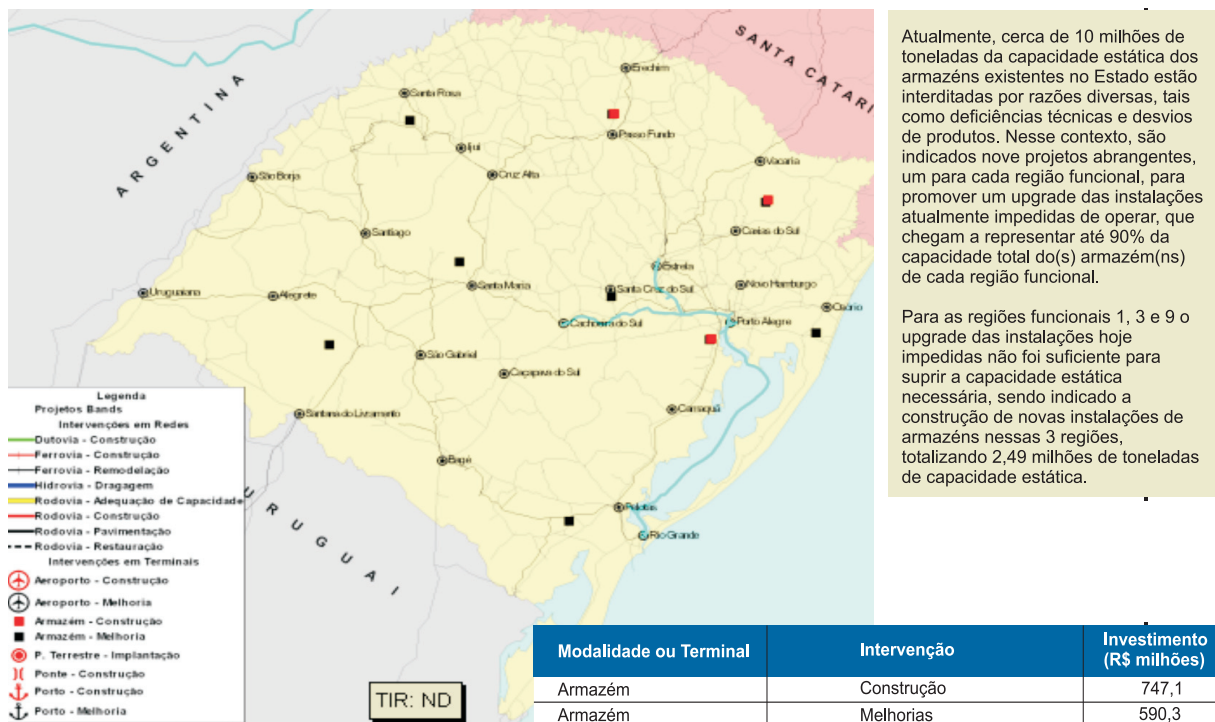 SANTA CATARI
ARGENTINA
URUGUAI
Erechim
Santa Rosa
Passo Fundo
Ijuí
Vacaria
Cruz Alta
São Borja
Santiago
Caxias do Sul
Estrela
Santa Maria
Santa Cruz do Sul
Novo Hamburgo
Uruguaiana
Alegrete
Osório
Cachoeira do Sul
Porto Alegre
São Gabriel
Caçapava do Sul
Camaquã
Santana do Livramento
Bagé
Pelotas
Rio Grande
Legenda
Projetos Bands
Intervenções em Redes
Dutovia - Construção
Ferrovia - Construção
Ferrovia - Remodelação
Hidrovia - Dragagem
Rodovia - Adequação de Capacidade
Rodovia - Construção
Rodovia - Pavimentação
Rodovia - Restauração
Intervenções em Terminais
Aeroporto - Construção
Aeroporto - Melhoria
Armazém - Construção
Armazém - Melhoria
P. Terrestre - Implantação
Ponte - Construção
Porto - Construção
Porto - Melhoria
TIR: ND
Atualmente, cerca de 10 milhões de
toneladas da capacidade estática dos
armazéns existentes no Estado estão
interditadas por razões diversas, tais
como deficiências técnicas e desvios
de produtos. Nesse contexto, são
indicados nove projetos abrangentes,
um para cada região funcional, para
promover um upgrade das instalações
atualmente impedidas de operar, que
chegam a representar até 90% da
capacidade total do(s) armazém(ns)
de cada região funcional.
Para as regiões funcionais 1, 3 e 9 o
upgrade das instalações hoje
impedidas não foi suficiente para
suprir a capacidade estática
necessária, sendo indicado a
construção de novas instalações de
armazéns nessas 3 regiões,
totalizando 2,49 milhões de toneladas
de capacidade estática.
Modalidade ou Terminal Intervenção Investimento
(R$ milhões)
Armazém Construção 747,1
Armazém Melhorias 590,3